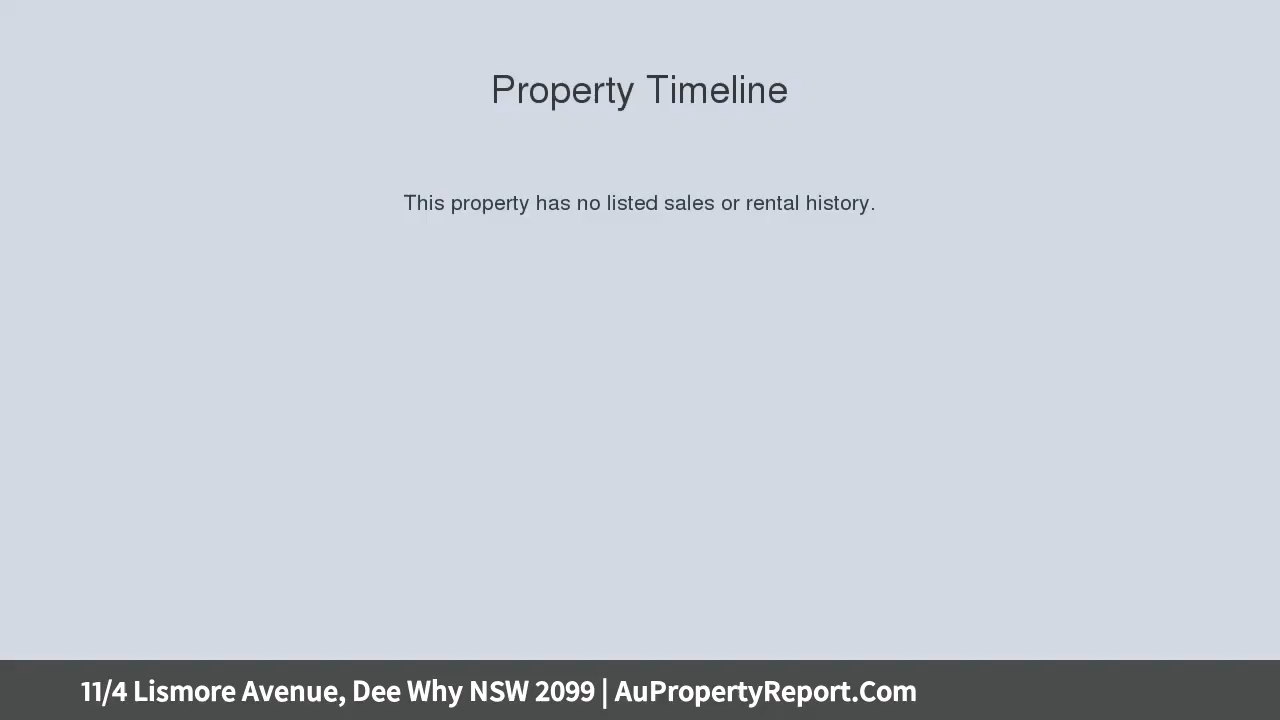 Property Timeline
This property has no listed sales or rental history.
11/4 Lismore Avenue, Dee Why NSW 2099 | AuPropertyReport.Com